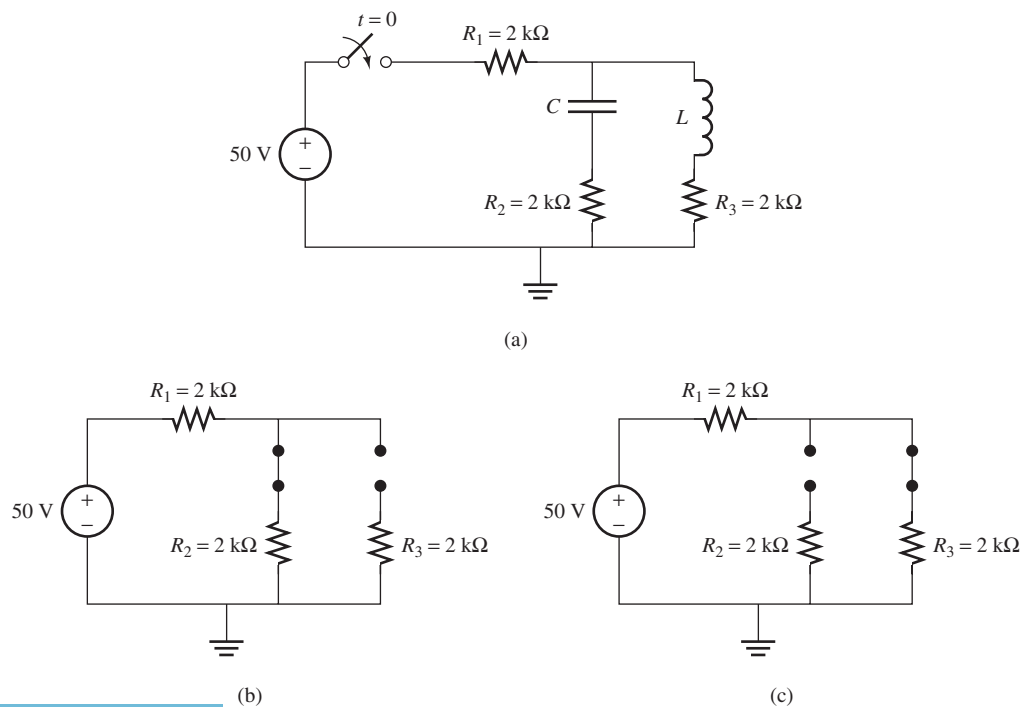 t = 0
R1 = 2 kΩ
C
L
50 V
+
−
R2 = 2 kΩ
R3 = 2 kΩ
(a)
R1 = 2 kΩ
50 V
+
−
R2 = 2 kΩ
R3 = 2 kΩ
(b)
R1 = 2 kΩ
50 V
+
−
R2 = 2 kΩ
R3 = 2 kΩ
(c)